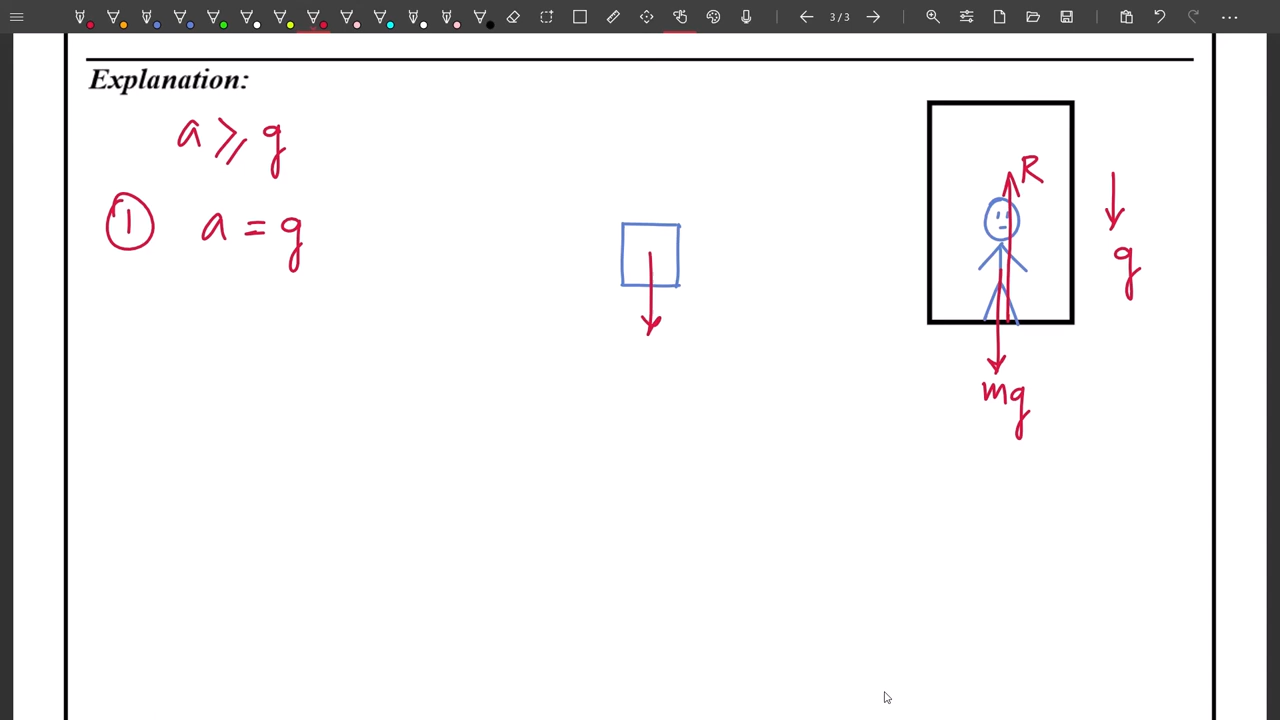 3/3
Explanation:
a ⩾ g
① a = g
R
g
mg